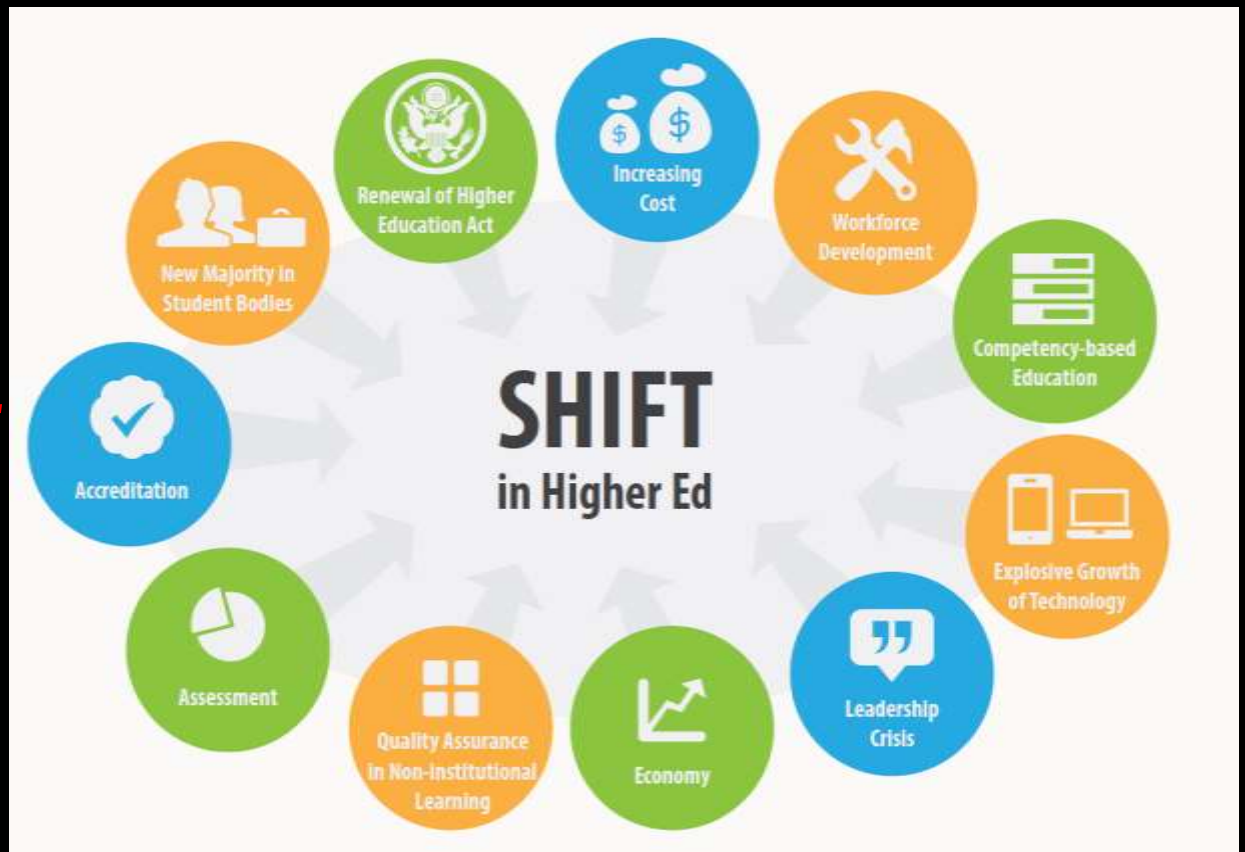 Renewal of Higher
Education Act
Increasing
Cost
Workforce
Development
New Majority in
Student Bodies
Competency-based
Education
SHIFT
in Higher Ed
Accreditation
Explosive Growth
of Technology
Assessment
Leadership
Crisis
Quality Assurance
in Non-institutional
Learning
Economy